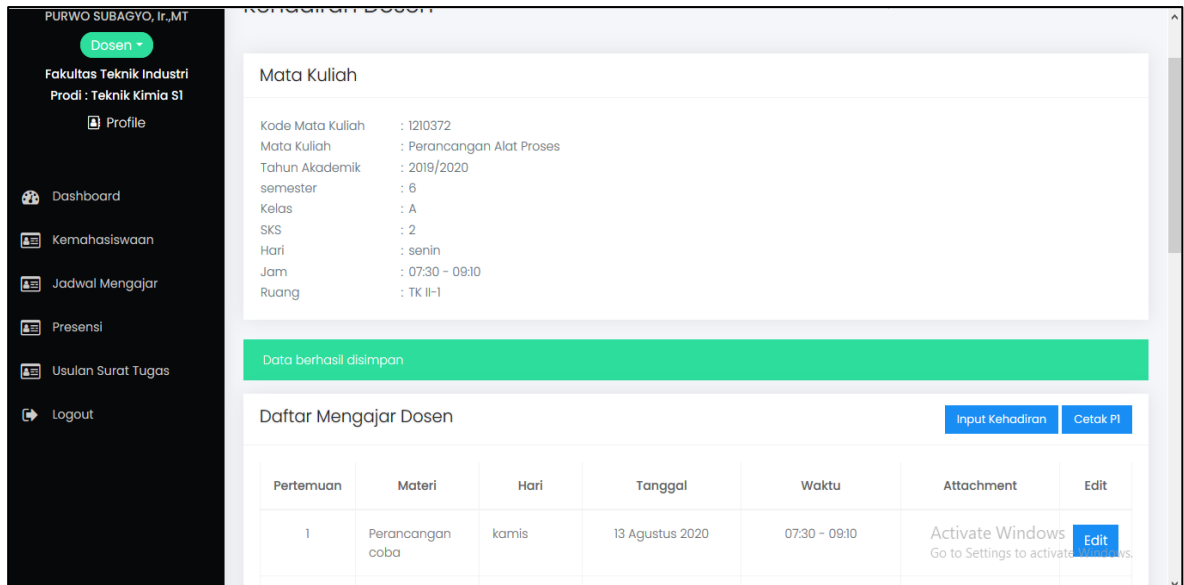 PURWO SUBAGYO, Ir.,MT
Dosen
Fakultas Teknik Industri
Prodi : Teknik Kimia S1
Profile
Dashboard
Kemahasiswaan
Jadwal Mengajar
Presensi
Usulan Surat Tugas
Logout
Kehadiran Dosen
Mata Kuliah
Kode Mata Kuliah : 1210372
Mata Kuliah : Perancangan Alat Proses
Tahun Akademik : 2019/2020
semester : 6
Kelas : A
SKS : 2
Hari : senin
Jam : 07:30 - 09:10
Ruang : TK II-1
Data berhasil disimpan
Daftar Mengajar Dosen
Input Kehadiran Cetak P1
Pertemuan Materi Hari Tanggal Waktu Attachment Edit
1 Perancangan kamis 13 Agustus 2020 07:30 - 09:10 Edit
coba
Activate Windows
Go to Settings to activate Windows.